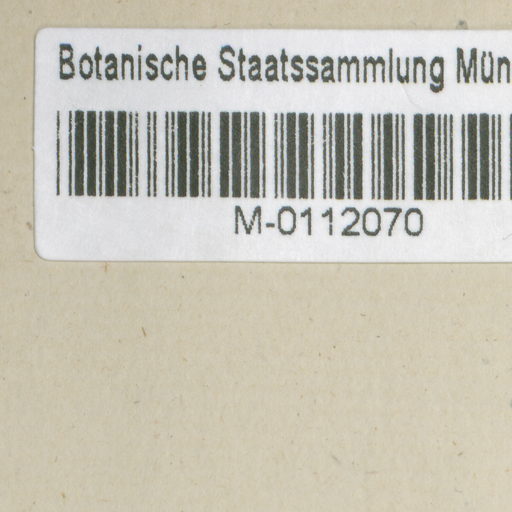 Botanische Staatssammlung Mün
M-0112070